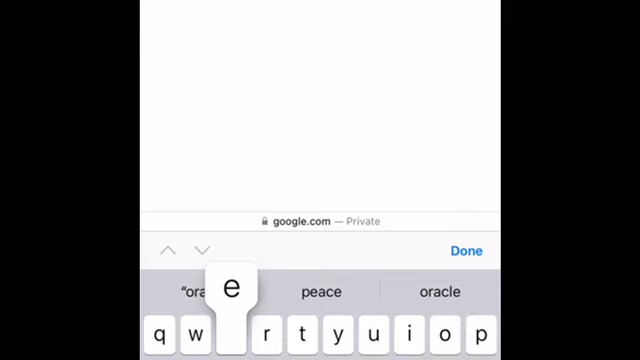 google.com — Private
Done
"ora
peace
oracle
e
q w r t y u i o p